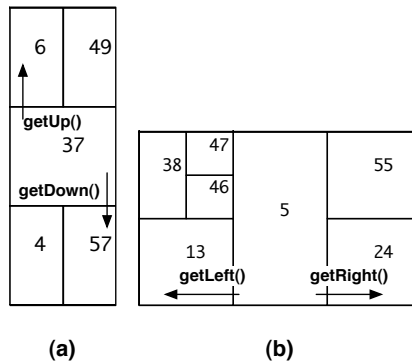 6 49
getUp()
37
getDown()
4 57
(a)
47
38
46
55
5
13
24
getLeft()
getRight()
(b)